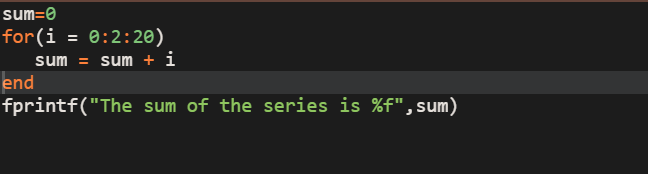 sum=0
for(i = 0:2:20)
   sum = sum + i
end
fprintf("The sum of the series is %f",sum)